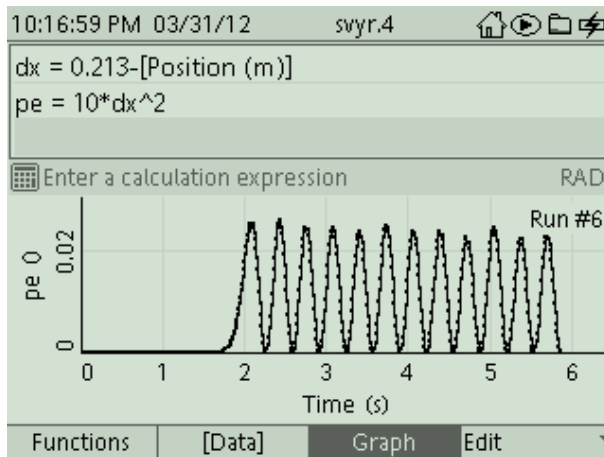 10:16:59 PM 03/31/12 svyr.4
dx = 0.213-[Position (m)]
pe = 10*dx^2
Enter a calculation expression RAD
Run #6
pe 0
0.02
0
0 1 2 3 4 5 6
Time (s)
Functions [Data] Graph Edit